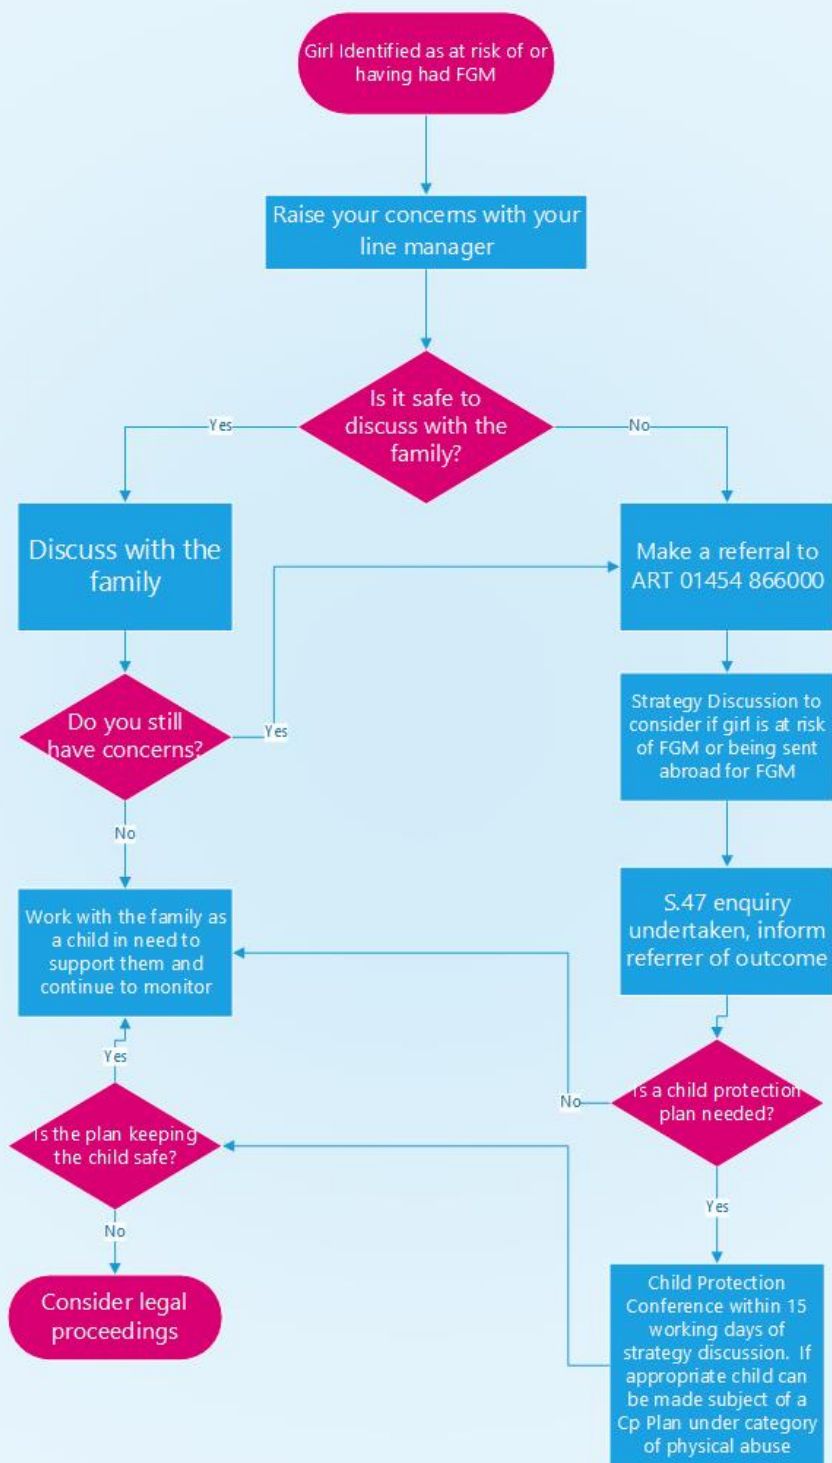 Girl Identified as at risk of or
having had FGM
Raise your concerns with your
line manager
Is it safe to
discuss with the
family?
Yes
No
Discuss with the
family
Make a referral to
ART 01454 866000
Do you still
have concerns?
Yes
Strategy Discussion to
consider if girl is at risk
of FGM or being sent
abroad for FGM
No
Work with the family as
a child in need to
support them and
continue to monitor
S.47 enquiry
undertaken, inform
referrer of outcome
Yes
Is a child protection
plan needed?
No
Is the plan keeping
the child safe?
Yes
No
Consider legal
proceedings
Child Protection
Conference within 15
working days of
strategy discussion. If
appropriate child can
be made subject of a
Cp Plan under category
of physical abuse